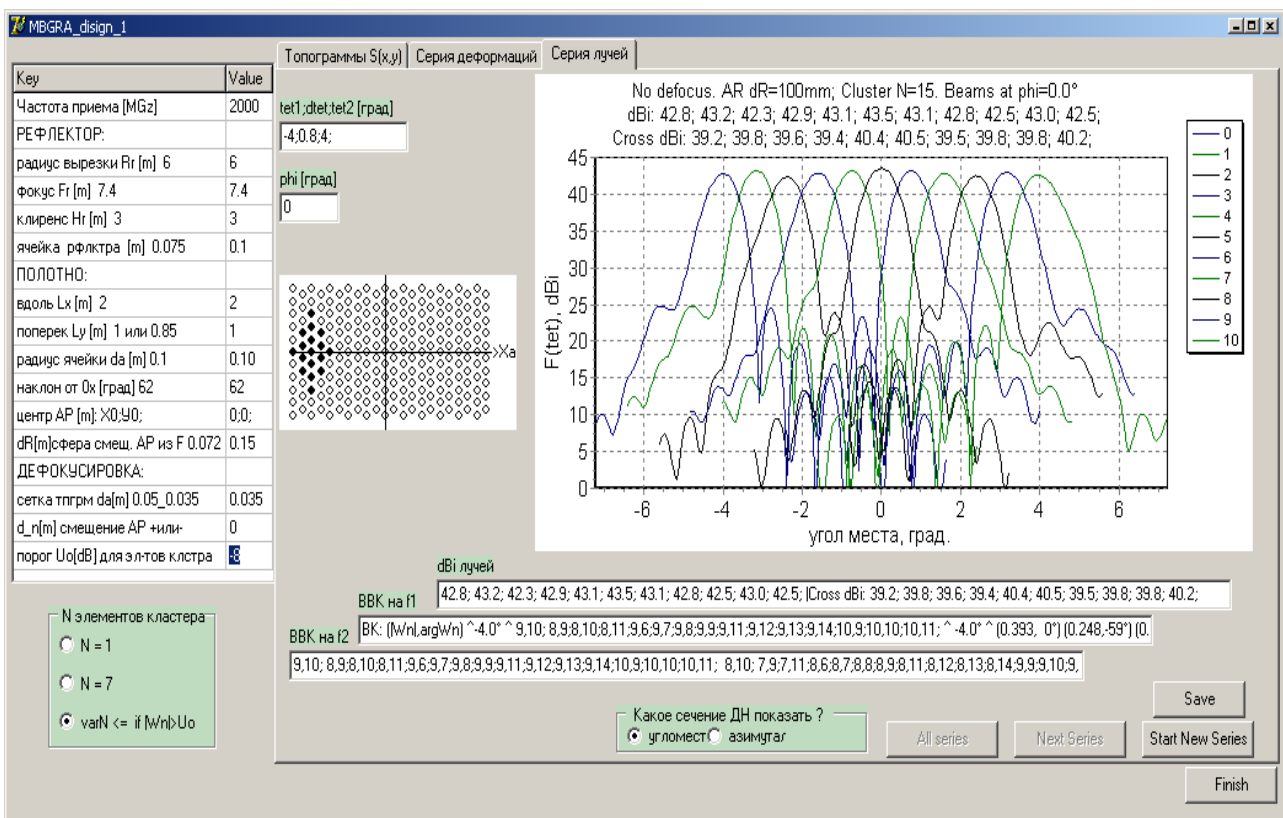 MBGRA_disign_1
Топограммы S(x,y) Серия деформаций Серия лучей
Key Value
Частота приема [MGz] 2000
РЕФЛЕКТОР:
радиус вырезки Rr [m] 6 6
фокус Fr [m] 7.4 7.4
клиренс Hr [m] 3 3
ячейка рфлктра [m] 0.075 0.1
ПОЛОТНО:
вдоль Lx [m] 2 2
поперек Ly [m] 1 или 0.85 1
радиус ячейки da [m] 0.1 0.10
наклон от 0x [град] 62 62
центр АР [m]: X0;Y0; 0;0;
dR[m]сфера смещ. АР из F 0.072 0.15
ДЕФОКУСИРОВКА:
сетка тпгрм da[m] 0.05_0.035 0.035
d_n[m] смещение АР +или- 0
порог Uo[dB] для эл-тов клстра -8
N элементов кластера
N = 1
N = 7
varN <= if |Wn|>Uo
tet1;dtet;tet2 [град]
-4;0.8;4;
phi [град]
0
>Xa
No defocus. AR dR=100mm; Cluster N=15. Beams at phi=0.0°
dBi: 42.8; 43.2; 42.3; 42.9; 43.1; 43.5; 43.1; 42.8; 42.5; 43.0; 42.5;
Cross dBi: 39.2; 39.8; 39.6; 39.4; 40.4; 40.5; 39.5; 39.8; 39.8; 40.2;
F(tet), dBi
45
40
35
30
25
20
15
10
5
0
-6 -4 -2 0 2 4 6
угол места, град.
0
1
2
3
4
5
6
7
8
9
10
dBi лучей
42.8; 43.2; 42.3; 42.9; 43.1; 43.5; 43.1; 42.8; 42.5; 43.0; 42.5; |Cross dBi: 39.2; 39.8; 39.6; 39.4; 40.4; 40.5; 39.5; 39.8; 39.8; 40.2;
ВВК на f1
ВК: (|Wn|,argWn) ^-4.0° ^ 9,10; 8,9;8,10;8,11;9,6;9,7;9,8;9,9;9,11;9,12;9,13;9,14;10,9;10,10;10,11; ^ -4.0° ^ (0.393, 0°) (0.248,-59°) (0.
ВВК на f2
9,10; 8,9;8,10;8,11;9,6;9,7;9,8;9,9;9,11;9,12;9,13;9,14;10,9;10,10;10,11; 8,10; 7,9;7,11;8,6;8,7;8,8;8,9;8,11;8,12;8,13;8,14;9,9;9,10;9,
Какое сечение ДН показать ?
угломест азимутал
Save
All series Next Series Start New Series
Finish